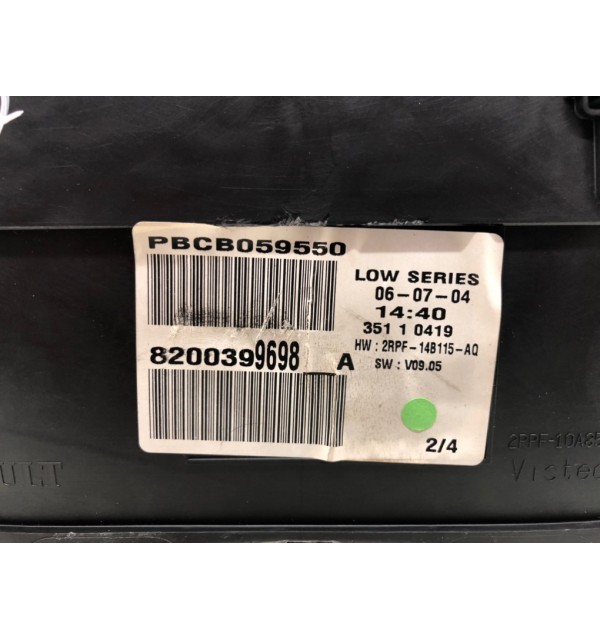 PBCB059550
LOW SERIES
06-07-04
14:40
351 1 0419
HW : 2RPF-14B115-AQ
SW : V09.05
8200399698 A
2/4